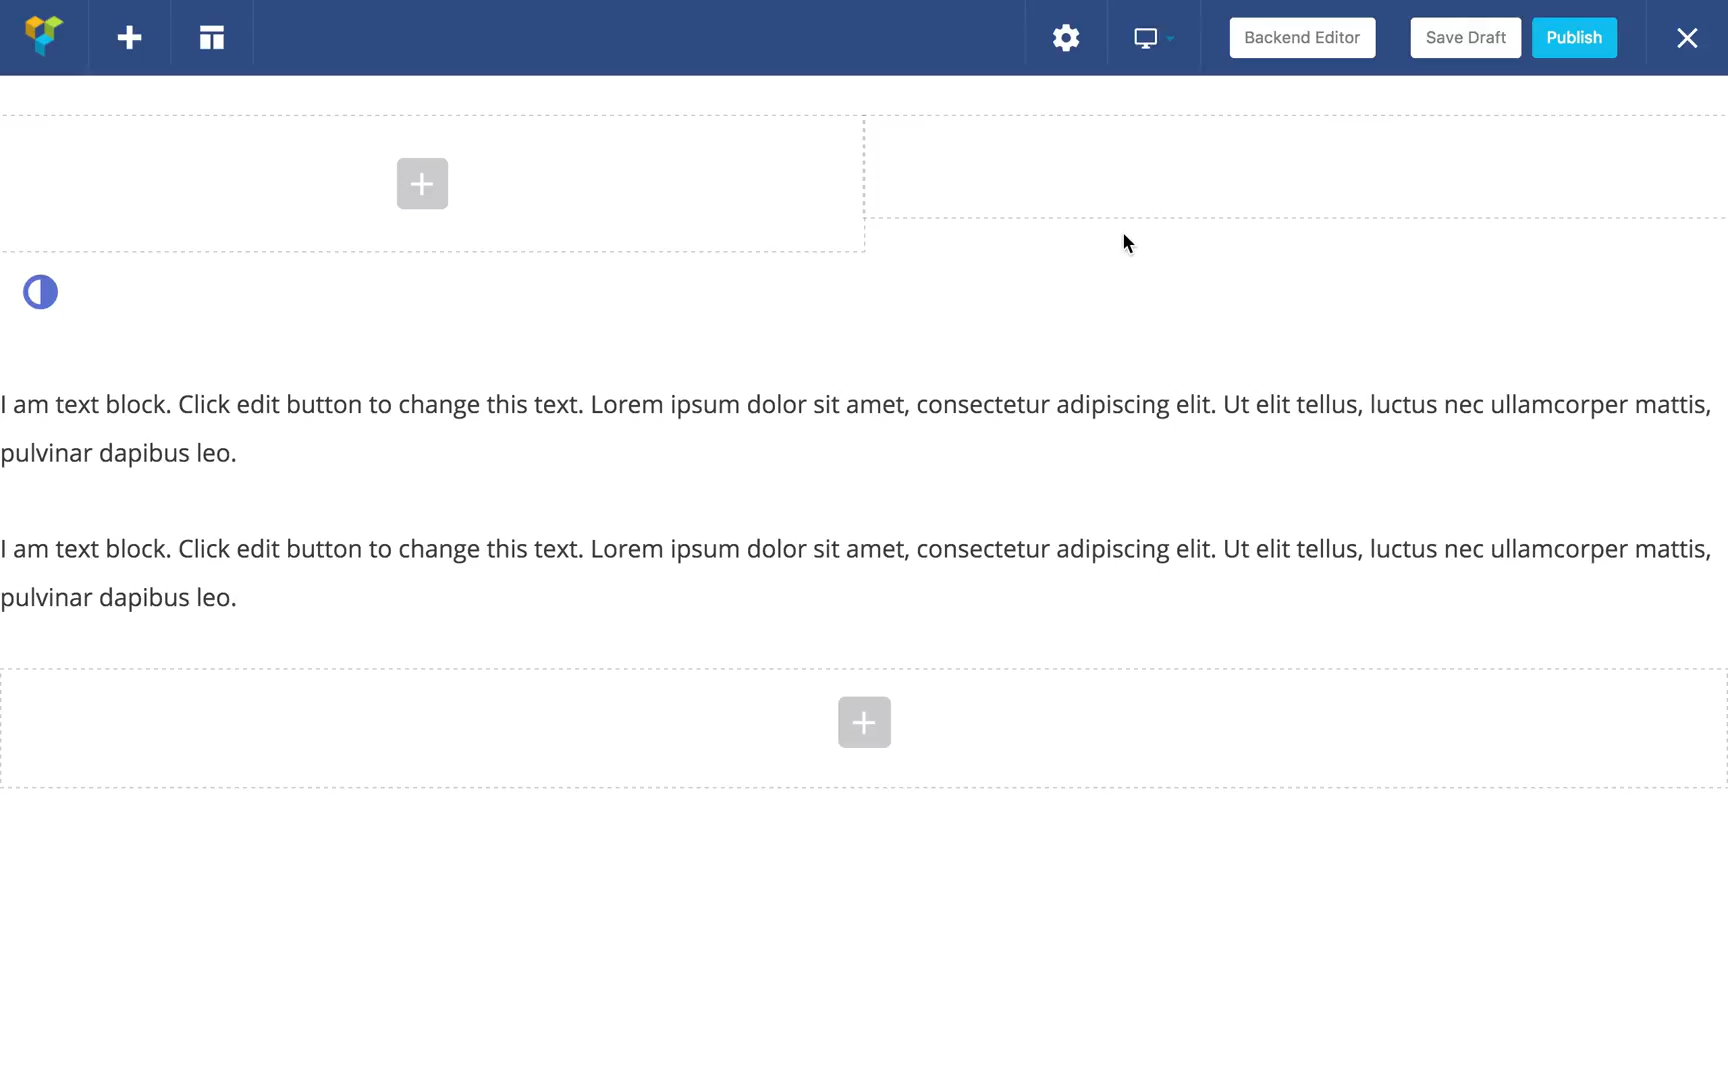 Backend Editor
Save Draft
Publish
I am text block. Click edit button to change this text. Lorem ipsum dolor sit amet, consectetur adipiscing elit. Ut elit tellus, luctus nec ullamcorper mattis,
pulvinar dapibus leo.
I am text block. Click edit button to change this text. Lorem ipsum dolor sit amet, consectetur adipiscing elit. Ut elit tellus, luctus nec ullamcorper mattis,
pulvinar dapibus leo.